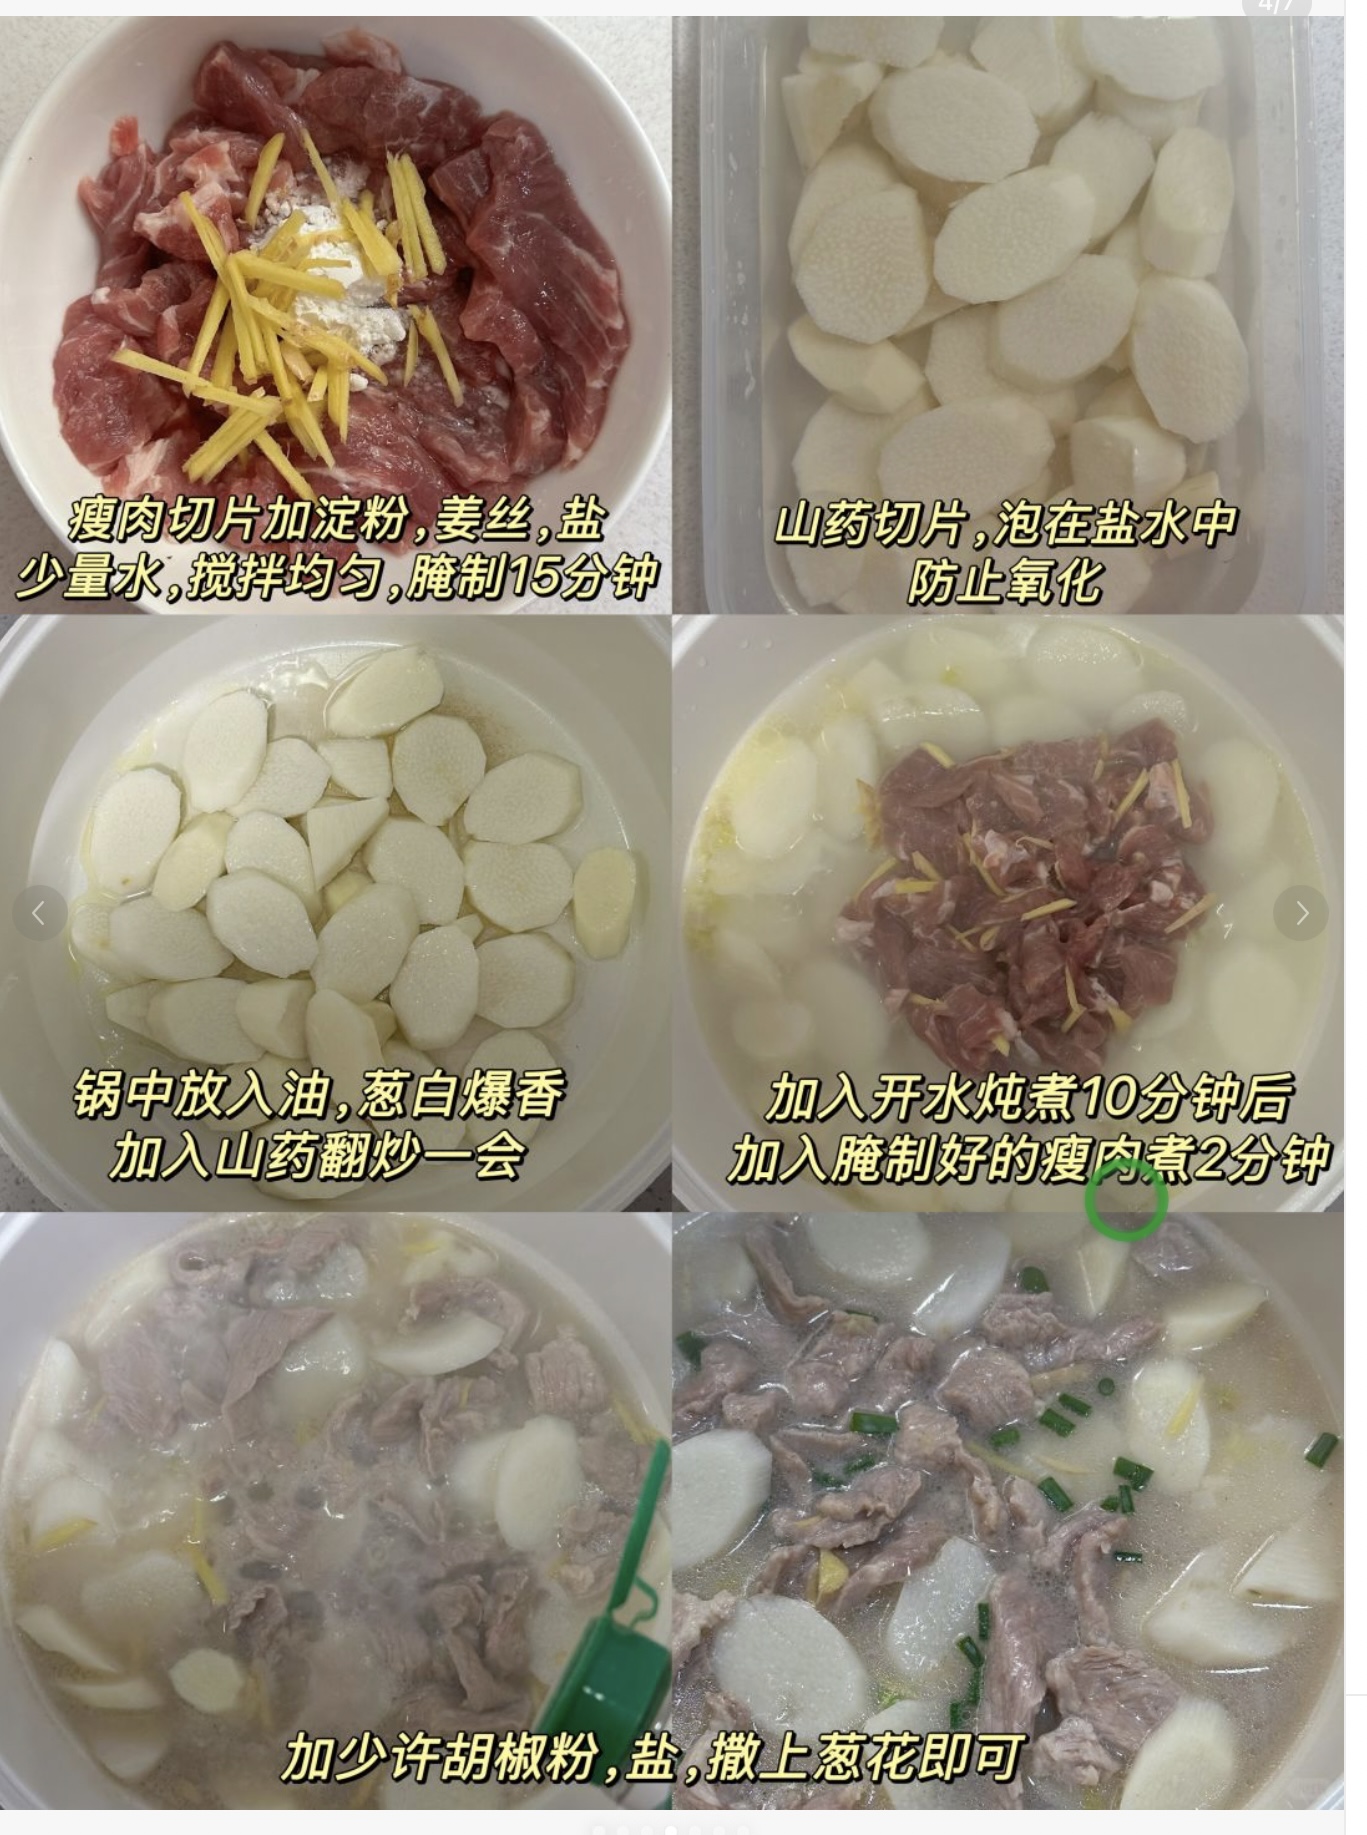 4/7
瘦肉切片加淀粉,姜丝,盐
少量水,搅拌均匀,腌制15分钟
山药切片,泡在盐水中
防止氧化
锅中放入油,葱白爆香
加入山药翻炒一会
加入开水炖煮10分钟后
加入腌制好的瘦肉煮2分钟
加少许胡椒粉,盐,撒上葱花即可